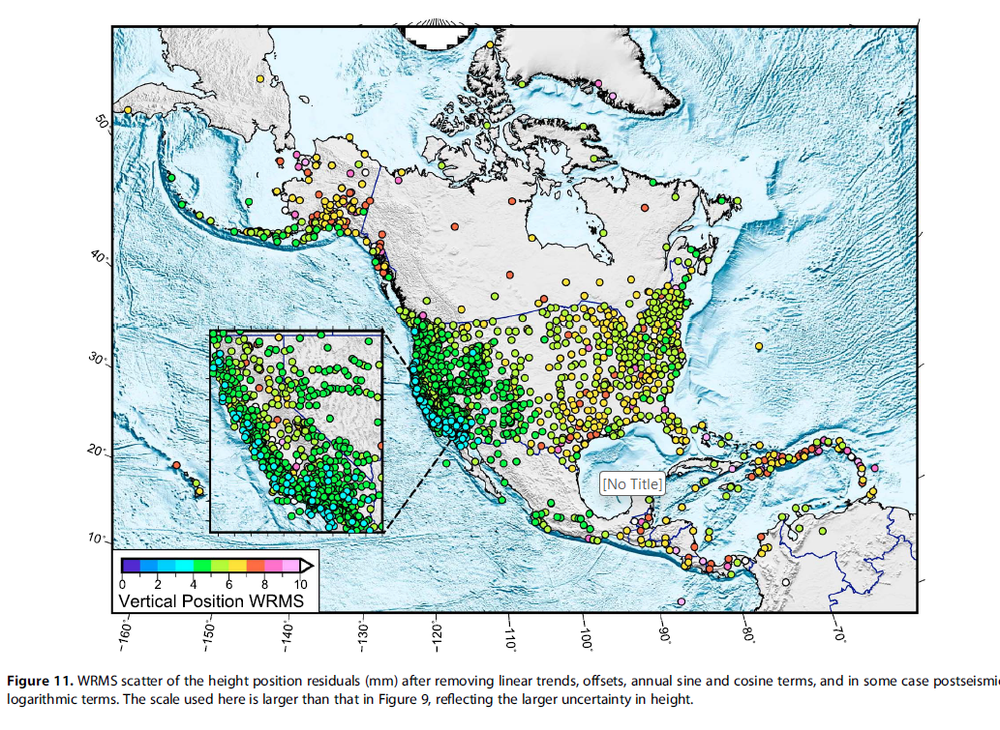 50°
40°
30°
20°
10°
[No Title]
0 2 4 6 8 10
Vertical Position WRMS
-160° -150° -140° -130° -120° -110° -100° -90° -80° -70°
Figure 11. WRMS scatter of the height position residuals (mm) after removing linear trends, offsets, annual sine and cosine terms, and in some case postseismi
logarithmic terms. The scale used here is larger than that in Figure 9, reflecting the larger uncertainty in height.